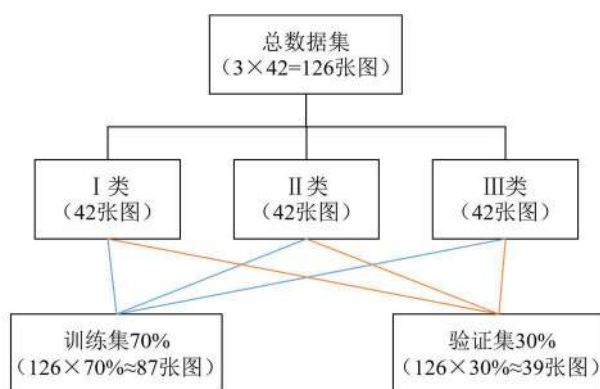 总数据集
（3×42=126张图）
Ⅰ类
（42张图）
Ⅱ类
（42张图）
Ⅲ类
（42张图）
训练集70%
（126×70%≈87张图）
验证集30%
（126×30%≈39张图）